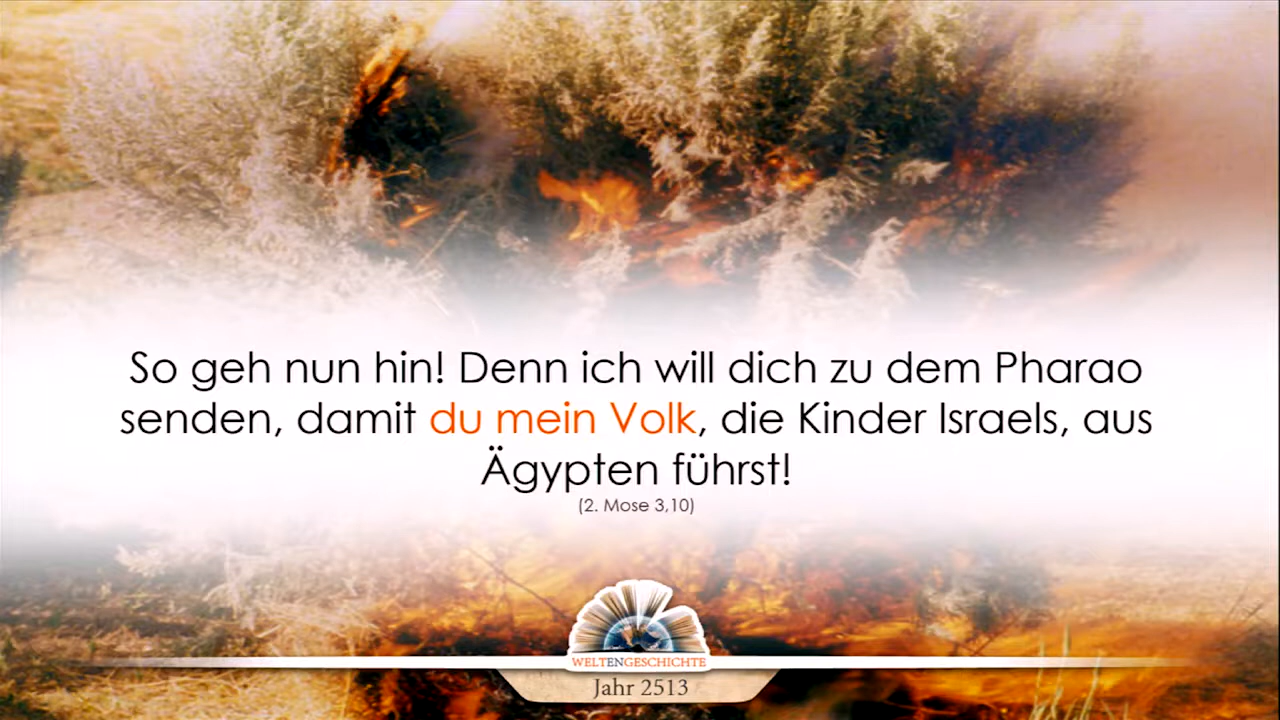 So geh nun hin! Denn ich will dich zu dem Pharao
senden, damit du mein Volk, die Kinder Israels, aus
Ägypten führst!
(2. Mose 3,10)
WELTENGESCHICHTE
Jahr 2513